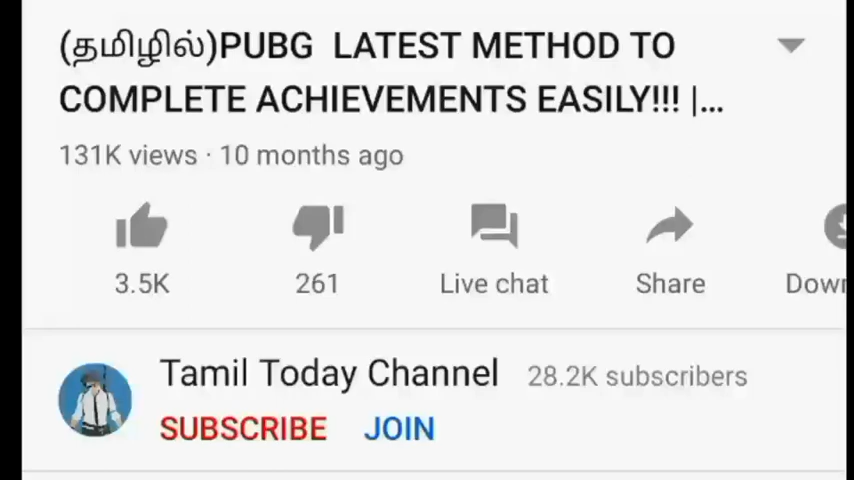 (தமிழில்)PUBG LATEST METHOD TO
COMPLETE ACHIEVEMENTS EASILY!!! |...
131K views · 10 months ago
3.5K 261 Live chat Share Down
Tamil Today Channel 28.2K subscribers
SUBSCRIBE JOIN